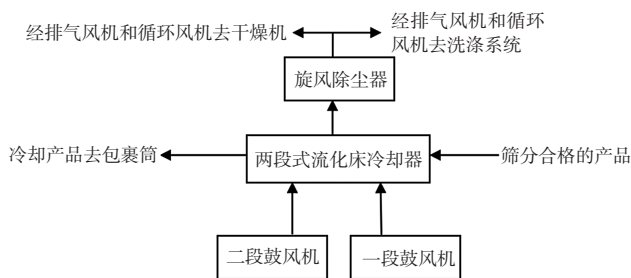 经排气风机和循环风机去干燥机
经排气风机和循环
风机去洗涤系统
旋风除尘器
冷却产品去包裹筒
两段式流化床冷却器
筛分合格的产品
二段鼓风机
一段鼓风机